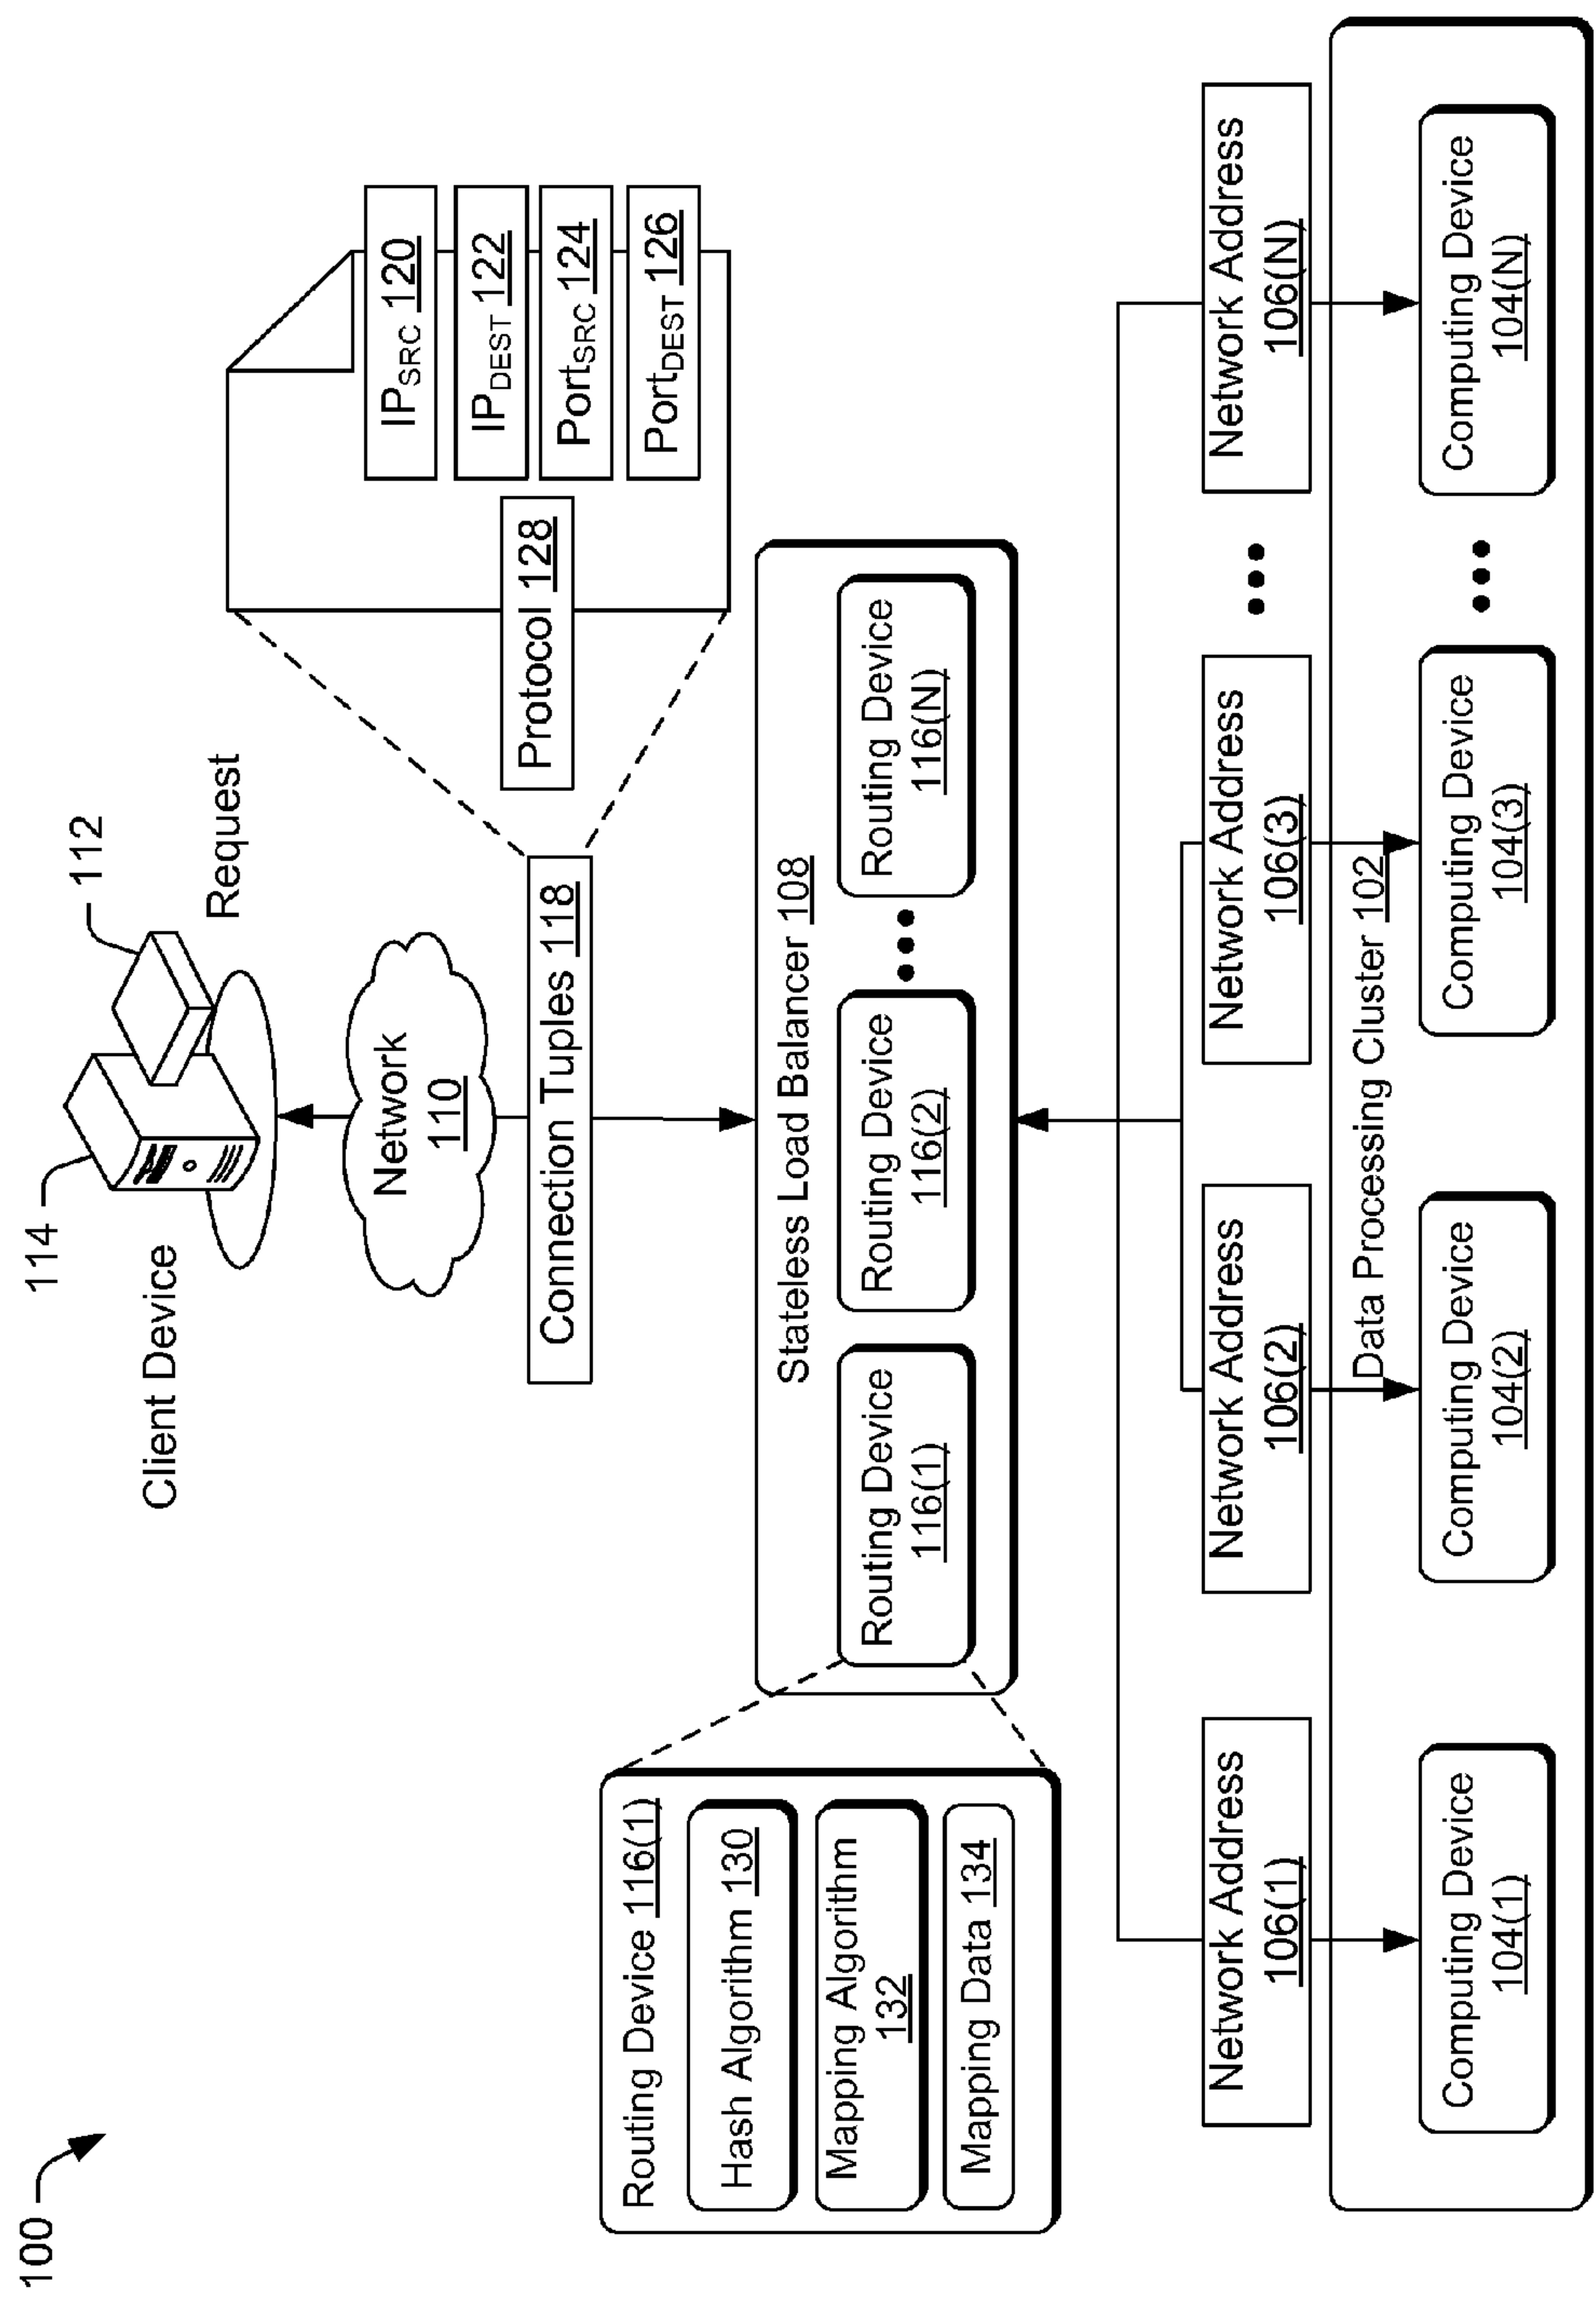 100
114
112
Client Device
Request
Network
110
Connection Tuples 118
Protocol 128
IPSRC 120
IPDEST 122
PortSRC 124
PortDEST 126
Stateless Load Balancer 108
Routing Device
116(1)
Routing Device
116(2)
•••
Routing Device
116(N)
Routing Device 116(1)
Hash Algorithm 130
Mapping Algorithm
132
Mapping Data 134
Network Address
106(1)
Network Address
106(2)
Network Address
106(3)
•••
Network Address
106(N)
Data Processing Cluster 102
Computing Device
104(1)
Computing Device
104(2)
Computing Device
104(3)
•••
Computing Device
104(N)